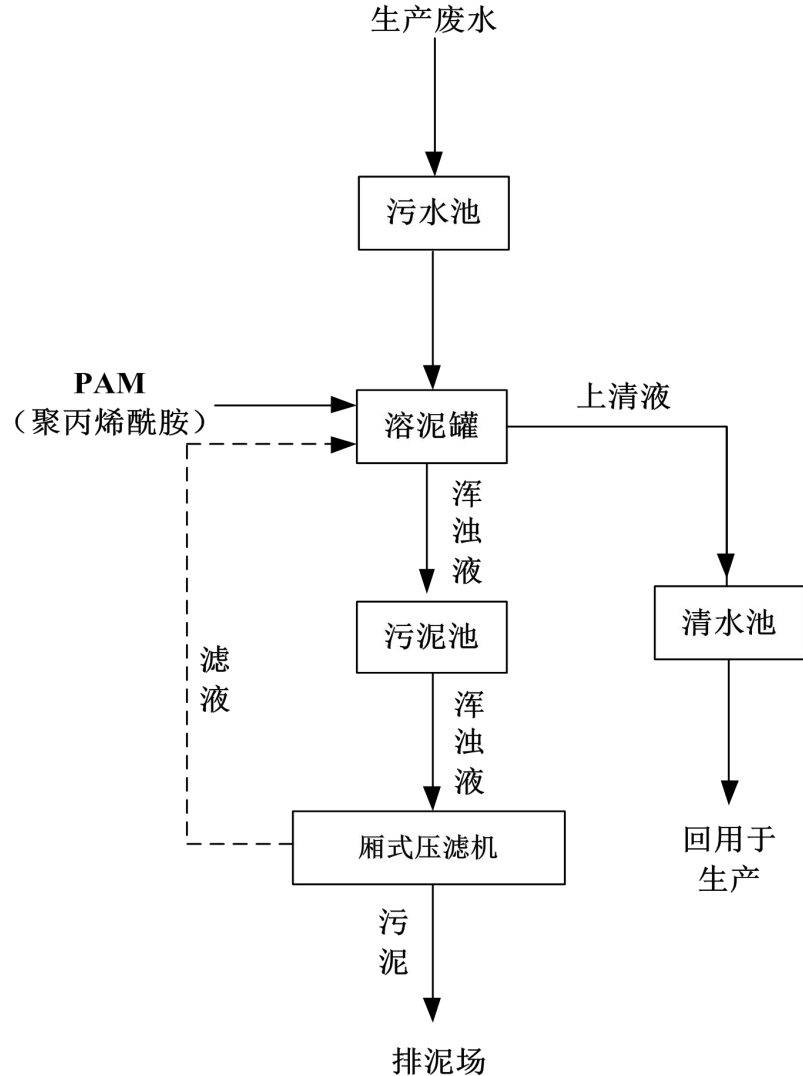 生产废水
污水池
PAM
（聚丙烯酰胺）
溶泥罐
上清液
浑浊液
污泥池
清水池
滤液
浑浊液
厢式压滤机
回用于
生产
污泥
排泥场